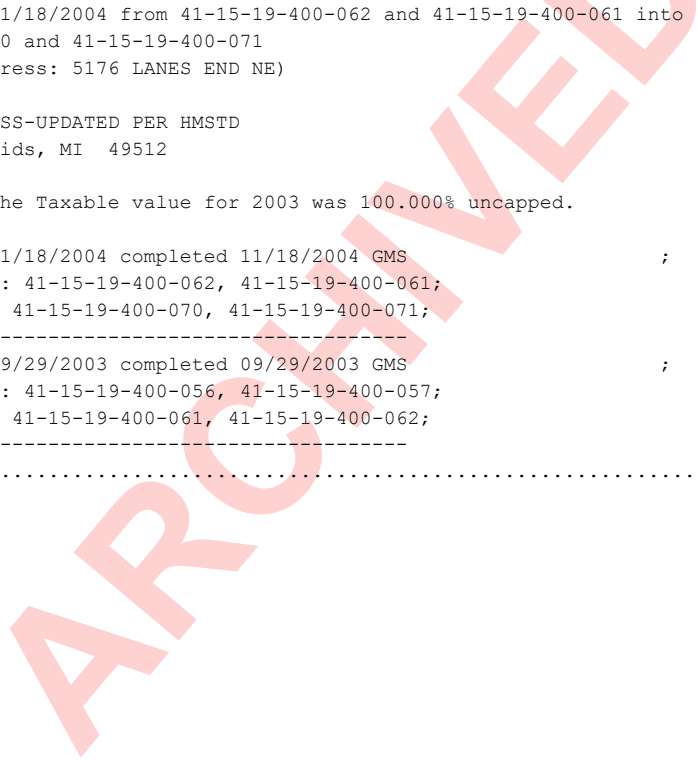 1/18/2004 from 41-15-19-400-062 and 41-15-19-400-061 into
0 and 41-15-19-400-071
ress: 5176 LANES END NE)
SS-UPDATED PER HMSTD
ids, MI 49512
he Taxable value for 2003 was 100.000% uncapped.
1/18/2004 completed 11/18/2004 GMS ;
: 41-15-19-400-062, 41-15-19-400-061;
41-15-19-400-070, 41-15-19-400-071;
----------------------------------
9/29/2003 completed 09/29/2003 GMS ;
: 41-15-19-400-056, 41-15-19-400-057;
41-15-19-400-061, 41-15-19-400-062;
----------------------------------
..........................................................
ARCHIVED